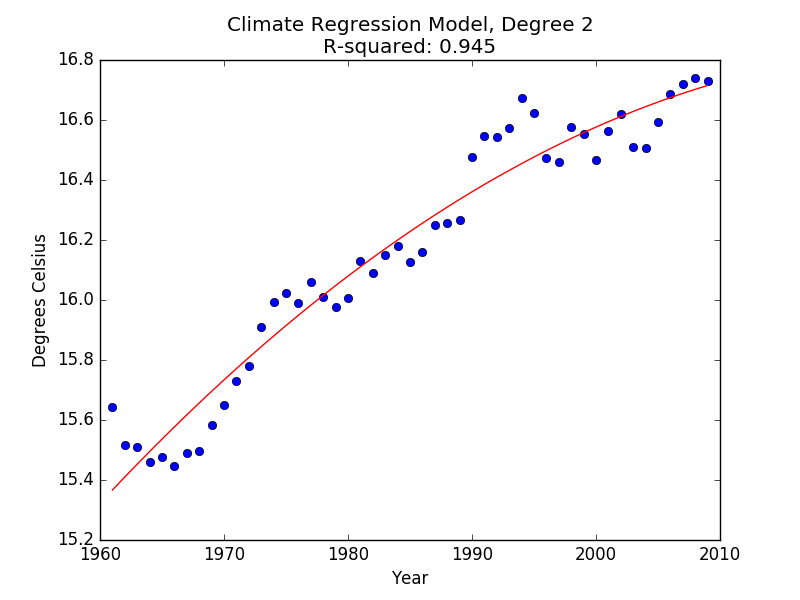 Climate Regression Model, Degree 2
R-squared: 0.945
16.8
16.6
16.4
16.2
16.0
15.8
15.6
15.4
15.2
Degrees Celsius
1960 1970 1980 1990 2000 2010
Year